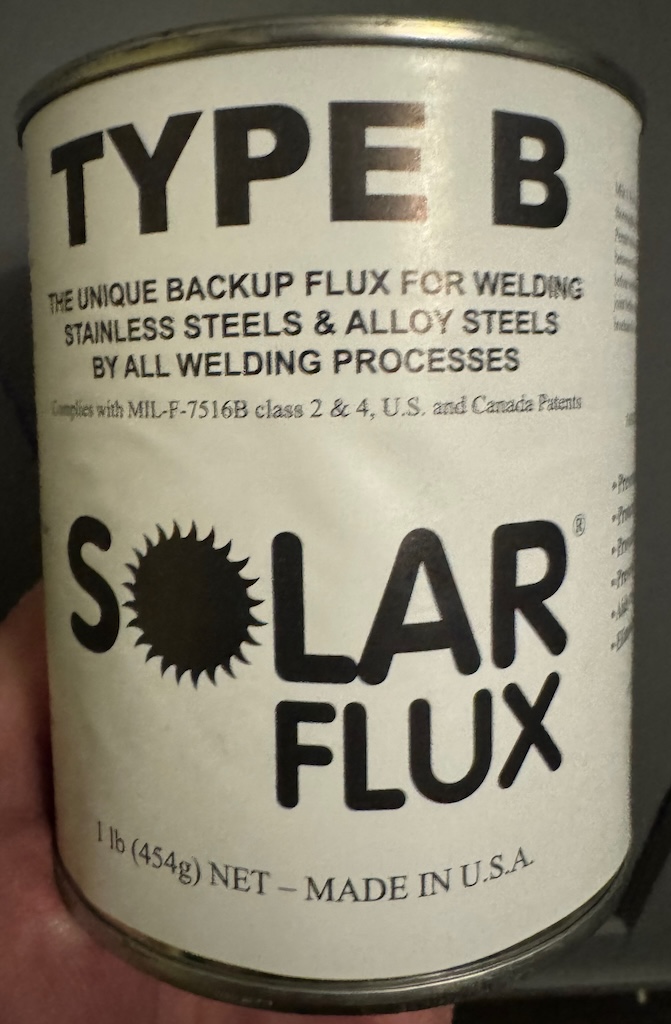 TYPE B
THE UNIQUE BACKUP FLUX FOR WELDING
STAINLESS STEELS & ALLOY STEELS
BY ALL WELDING PROCESSES
Complies with MIL-F-7516B class 2 & 4, U.S. and Canada Patents
SOLAR®
FLUX
1 lb (454g) NET – MADE IN U.S.A.